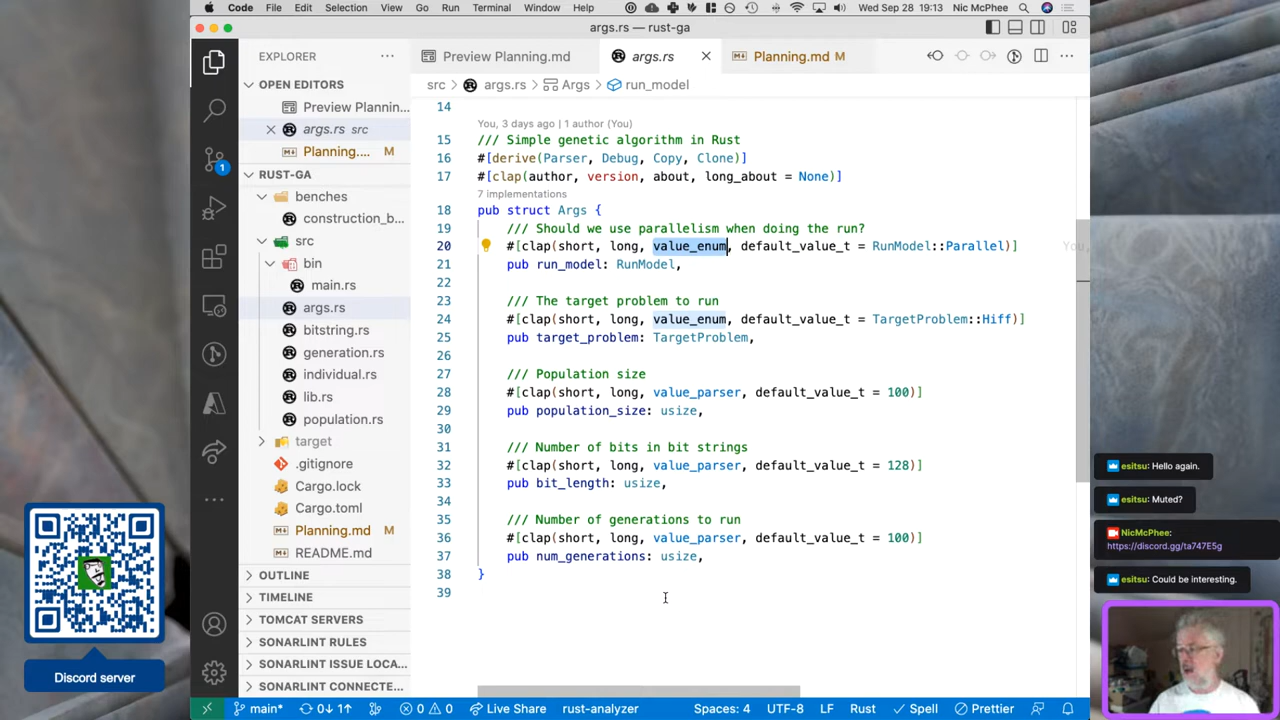 Code File Edit Selection View Go Run Terminal Window Help Wed Sep 28 19:13 Nic McPhee
args.rs — rust-ga
EXPLORER
Preview Planning.md
args.rs
Planning.md M
src
args.rs
Args
run_model
OPEN EDITORS
Preview Plannin...
args.rs src
Planning.... M
RUST-GA
benches
construction_b...
src
bin
main.rs
args.rs
bitstring.rs
generation.rs
individual.rs
lib.rs
population.rs
target
.gitignore
Cargo.lock
Cargo.toml
Planning.md M
README.md
OUTLINE
TIMELINE
TOMCAT SERVERS
SONARLINT RULES
SONARLINT ISSUE LOCA...
SONARLINT CONNECTE...
1
14
You, 3 days ago | 1 author (You)
15 /// Simple genetic algorithm in Rust
16 #[derive(Parser, Debug, Copy, Clone)]
17 #[clap(author, version, about, long_about = None)]
7 implementations
18 pub struct Args {
19 /// Should we use parallelism when doing the run?
20 #[clap(short, long, value_enum, default_value_t = RunModel::Parallel)] You,
21 pub run_model: RunModel,
22
23 /// The target problem to run
24 #[clap(short, long, value_enum, default_value_t = TargetProblem::Hiff)]
25 pub target_problem: TargetProblem,
26
27 /// Population size
28 #[clap(short, long, value_parser, default_value_t = 100)]
29 pub population_size: usize,
30
31 /// Number of bits in bit strings
32 #[clap(short, long, value_parser, default_value_t = 128)]
33 pub bit_length: usize,
34
35 /// Number of generations to run
36 #[clap(short, long, value_parser, default_value_t = 100)]
37 pub num_generations: usize,
38 }
39
main* 0↓ 1↑ 0 0 Live Share rust-analyzer Spaces: 4 UTF-8 LF Rust Spell Prettier
Discord server
esitsu: Hello again.
esitsu: Muted?
NicMcPhee:
https://discord.gg/ta747E5g
esitsu: Could be interesting.